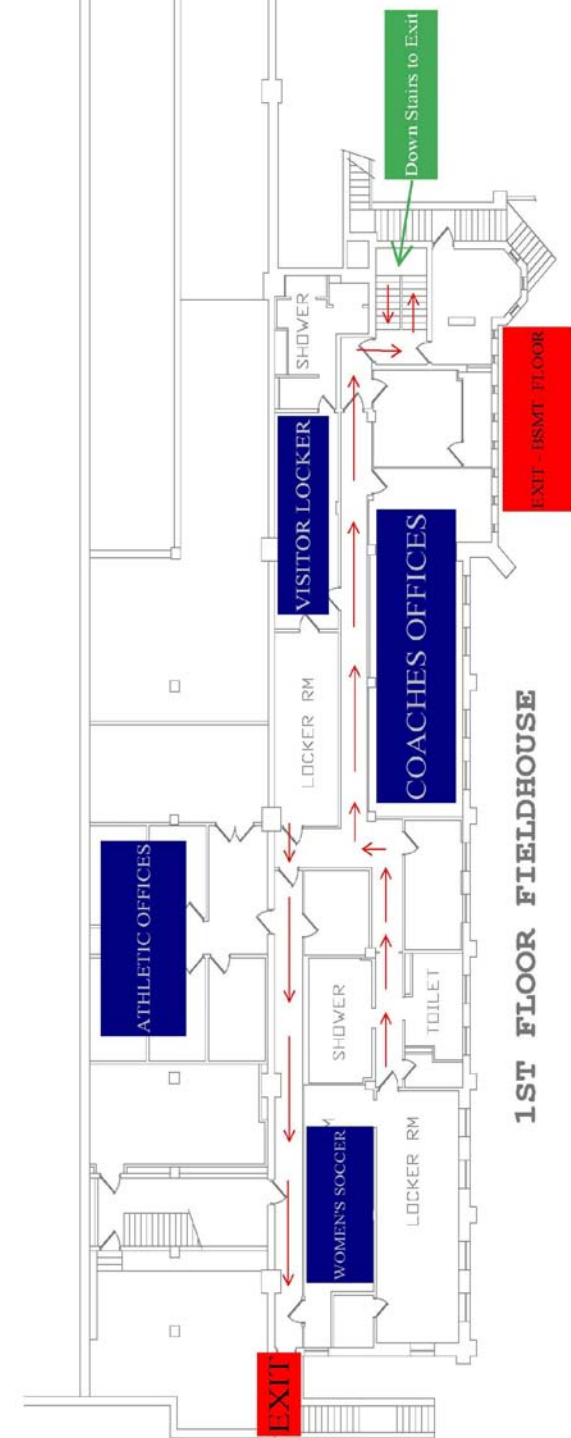 Down Stairs to Exit
SHOWER
EXIT - BSMT FLOOR
VISITOR LOCKER
COACHES OFFICES
LOCKER RM
ATHLETIC OFFICES
1ST FLOOR FIELDHOUSE
SHOWER
TOILET
M
WOMEN'S SOCCER
LOCKER RM
EXIT